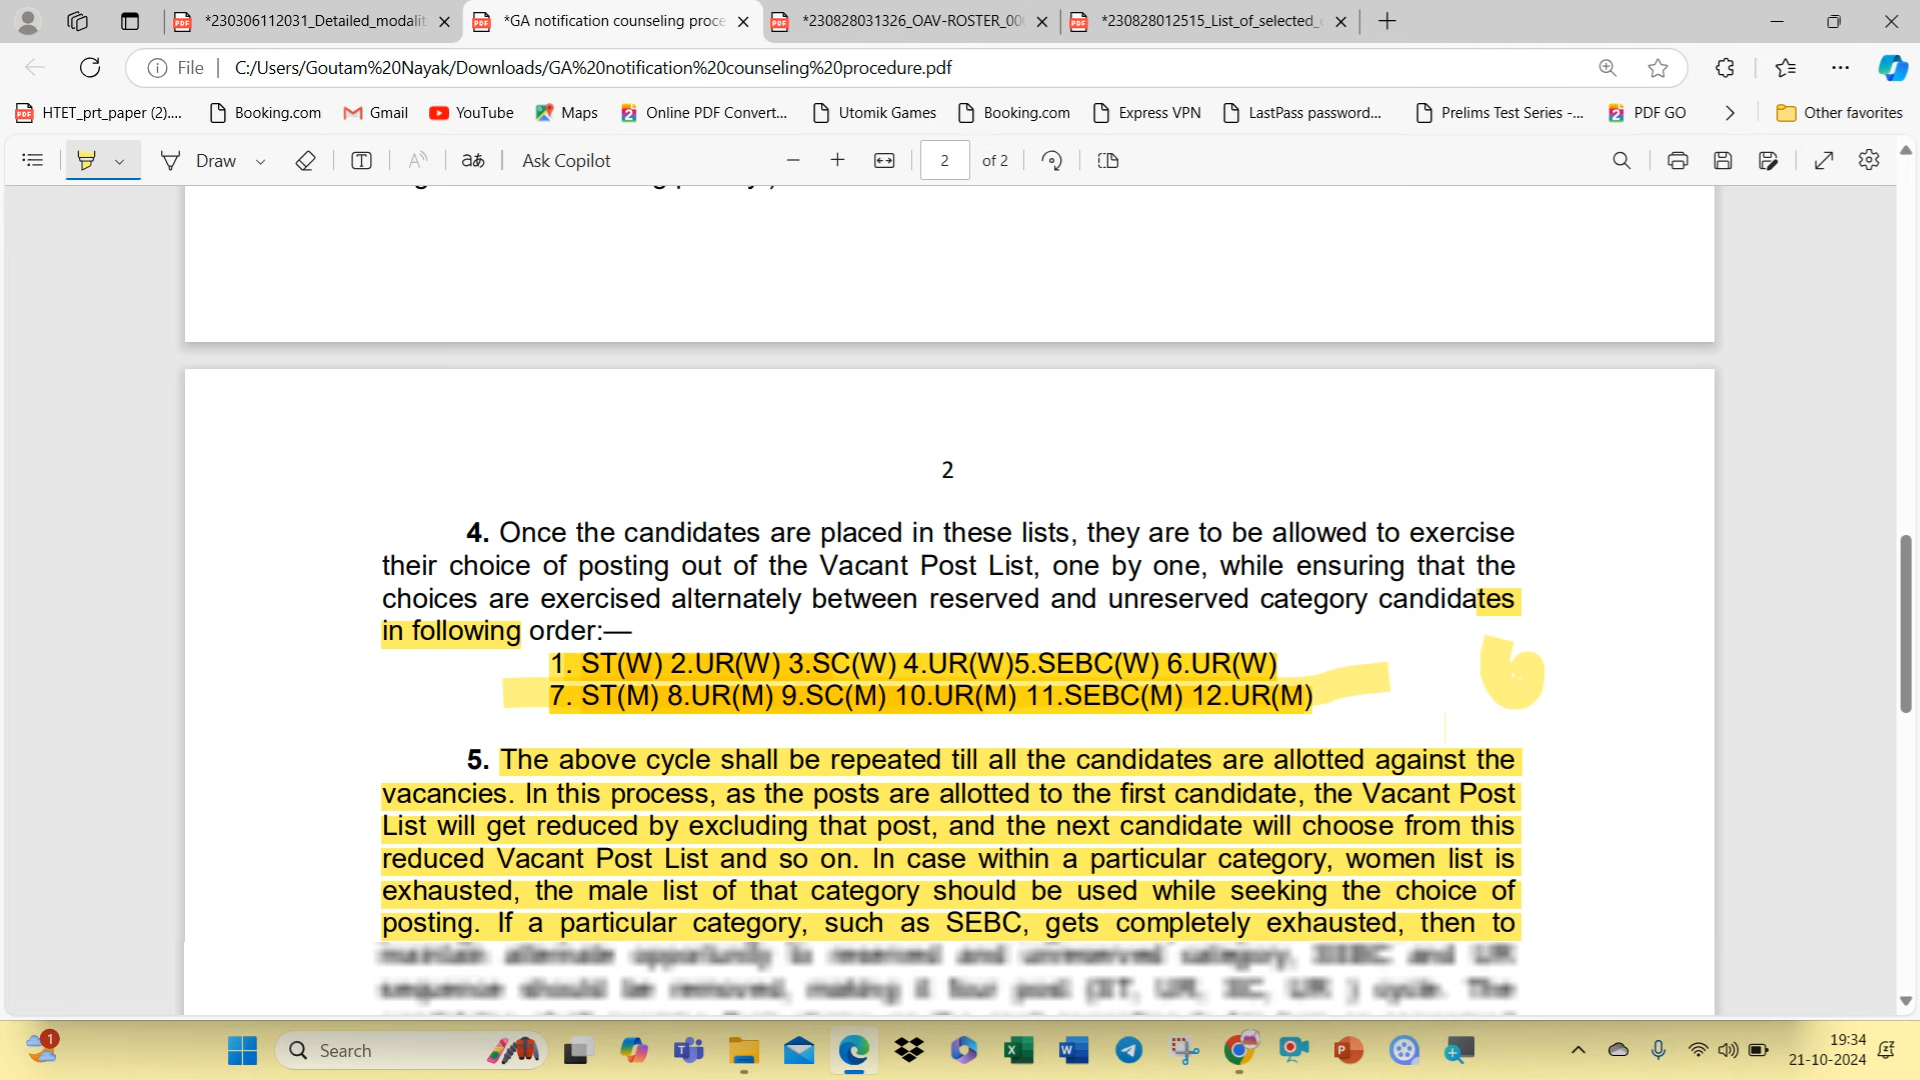 *230306112031_Detailed_modalit
*GA notification counseling proce
*230828031326_OAV-ROSTER_00
*230828012515_List_of_selected_
File
C:/Users/Goutam%20Nayak/Downloads/GA%20notification%20counseling%20procedure.pdf
HTET_prt_paper (2)....
Booking.com
Gmail
YouTube
Maps
Online PDF Convert...
Utomik Games
Booking.com
Express VPN
LastPass password...
Prelims Test Series -...
PDF GO
Other favorites
Draw
Ask Copilot
2
of 2
2
4. Once the candidates are placed in these lists, they are to be allowed to exercise
their choice of posting out of the Vacant Post List, one by one, while ensuring that the
choices are exercised alternately between reserved and unreserved category candidates
in following order:—
1. ST(W) 2.UR(W) 3.SC(W) 4.UR(W)5.SEBC(W) 6.UR(W)
7. ST(M) 8.UR(M) 9.SC(M) 10.UR(M) 11.SEBC(M) 12.UR(M)
5. The above cycle shall be repeated till all the candidates are allotted against the
vacancies. In this process, as the posts are allotted to the first candidate, the Vacant Post
List will get reduced by excluding that post, and the next candidate will choose from this
reduced Vacant Post List and so on. In case within a particular category, women list is
exhausted, the male list of that category should be used while seeking the choice of
posting. If a particular category, such as SEBC, gets completely exhausted, then to
1
Search
19:34
21-10-2024